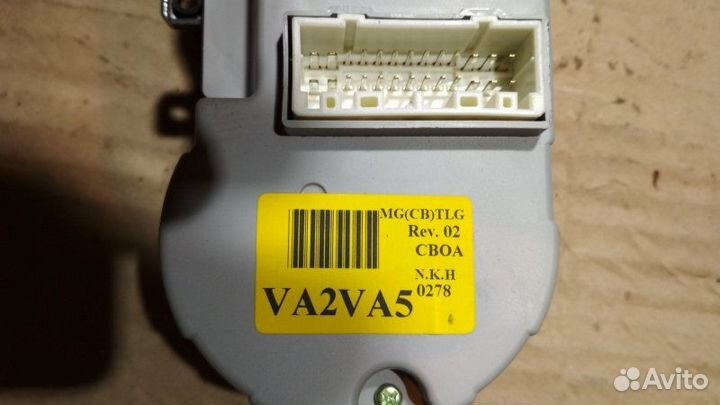 MG(CB)TLG
Rev. 02
CBOA
N.K.H
VA2VA5 0278
Avito